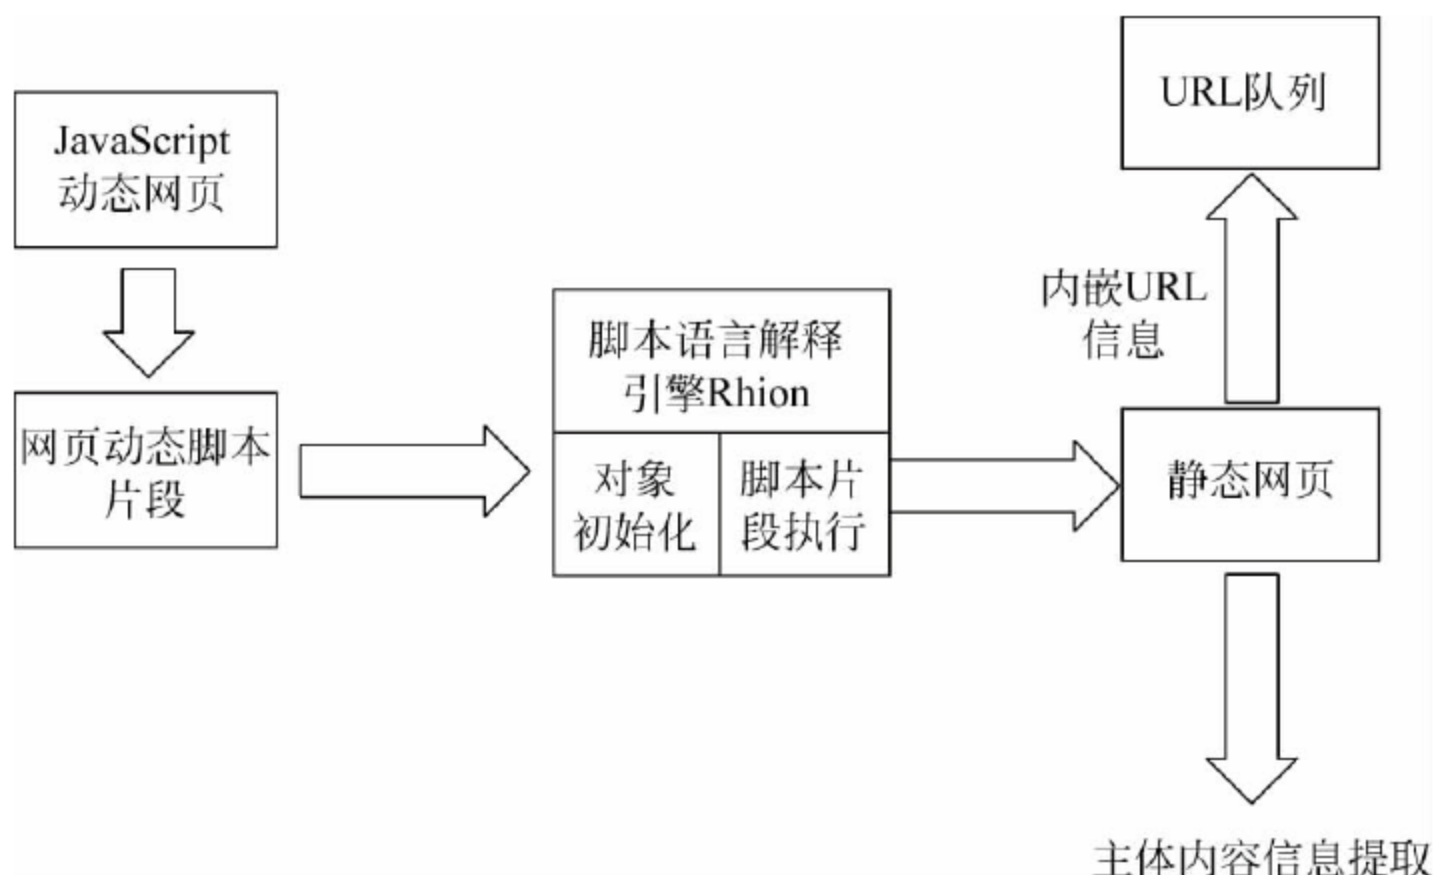 JavaScript
动态网页
网页动态脚本
片段
脚本语言解释
引擎Rhion
对象
初始化
脚本片
段执行
URL队列
内嵌URL
信息
静态网页
主体内容信息提取